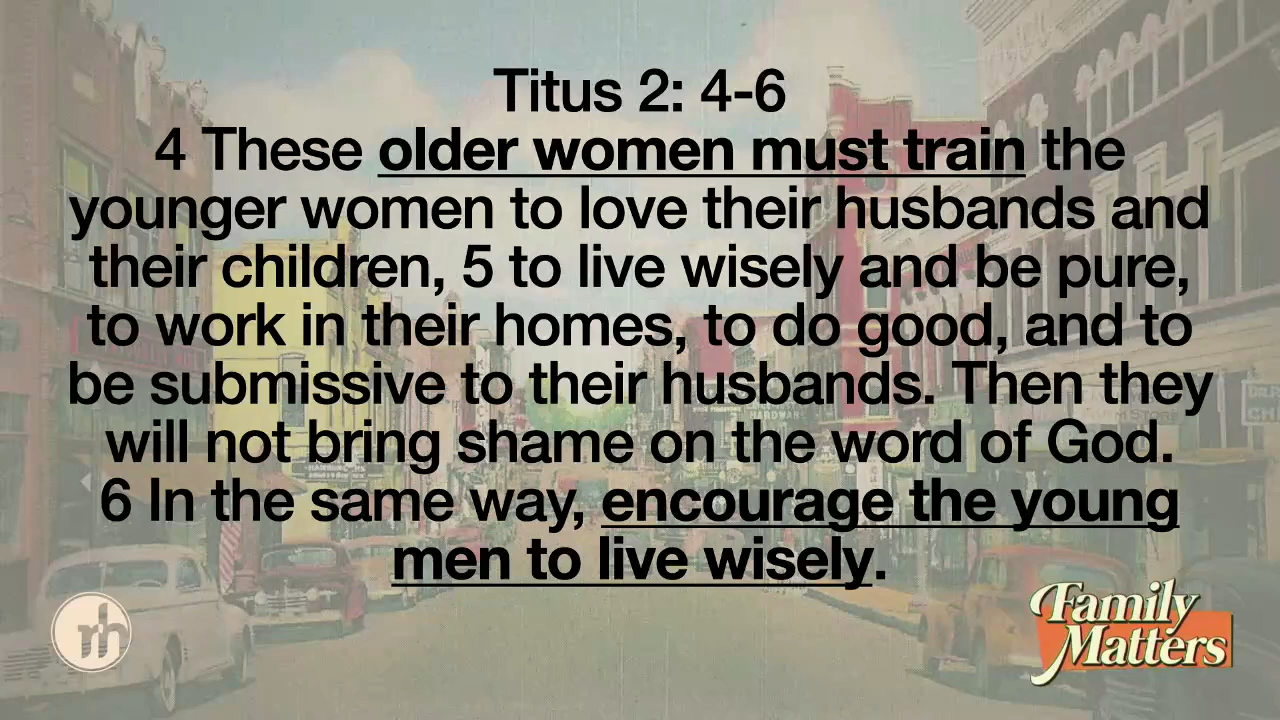 Titus 2: 4-6
4 These older women must train the
younger women to love their husbands and
their children, 5 to live wisely and be pure,
to work in their homes, to do good, and to
be submissive to their husbands. Then they
will not bring shame on the word of God.
6 In the same way, encourage the young
men to live wisely.
rh
Family
Matters